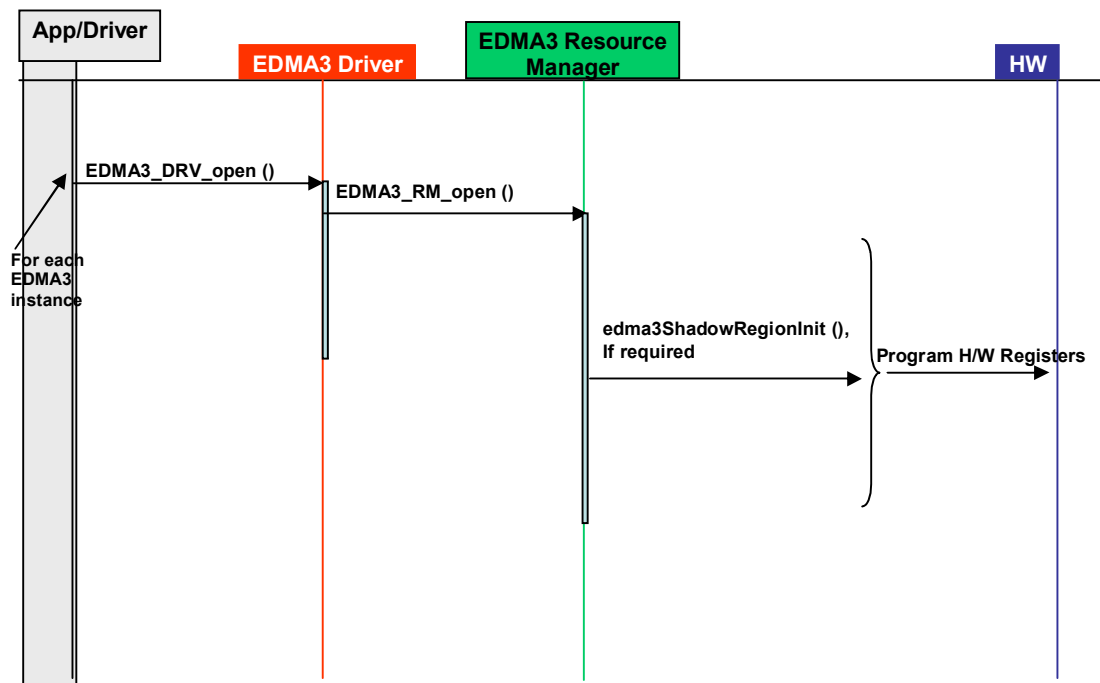 App/Driver
EDMA3 Driver
EDMA3 Resource
Manager
HW
EDMA3_DRV_open ()
EDMA3_RM_open ()
For each
EDMA3
instance
edma3ShadowRegionInit (),
If required
Program H/W Registers